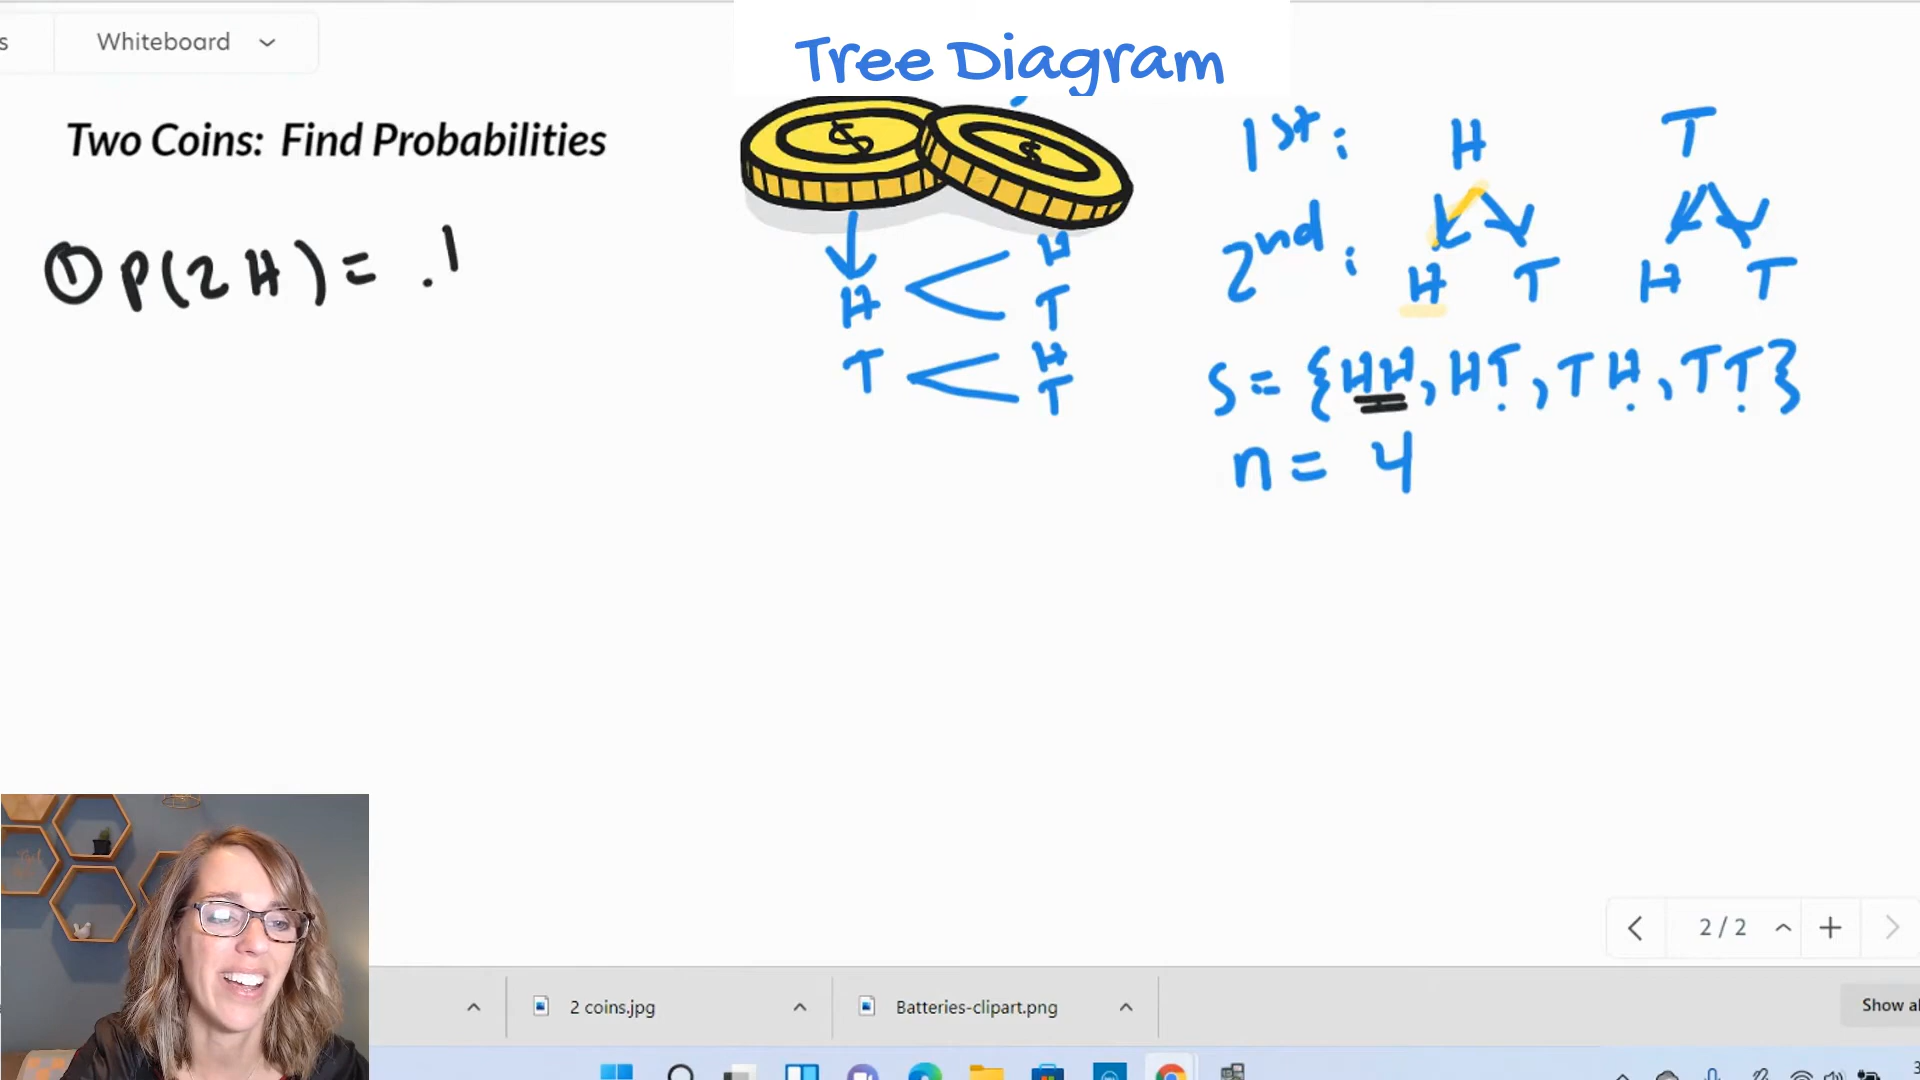 s
Whiteboard
Tree Diagram
Two Coins: Find Probabilities
① P(2H) = .1
H
T
H
T
H
T
1st: H T
2nd: H T H T
S = {HH, HT, TH, TT}
n = 4
2 / 2
2 coins.jpg
Batteries-clipart.png
Show al
3